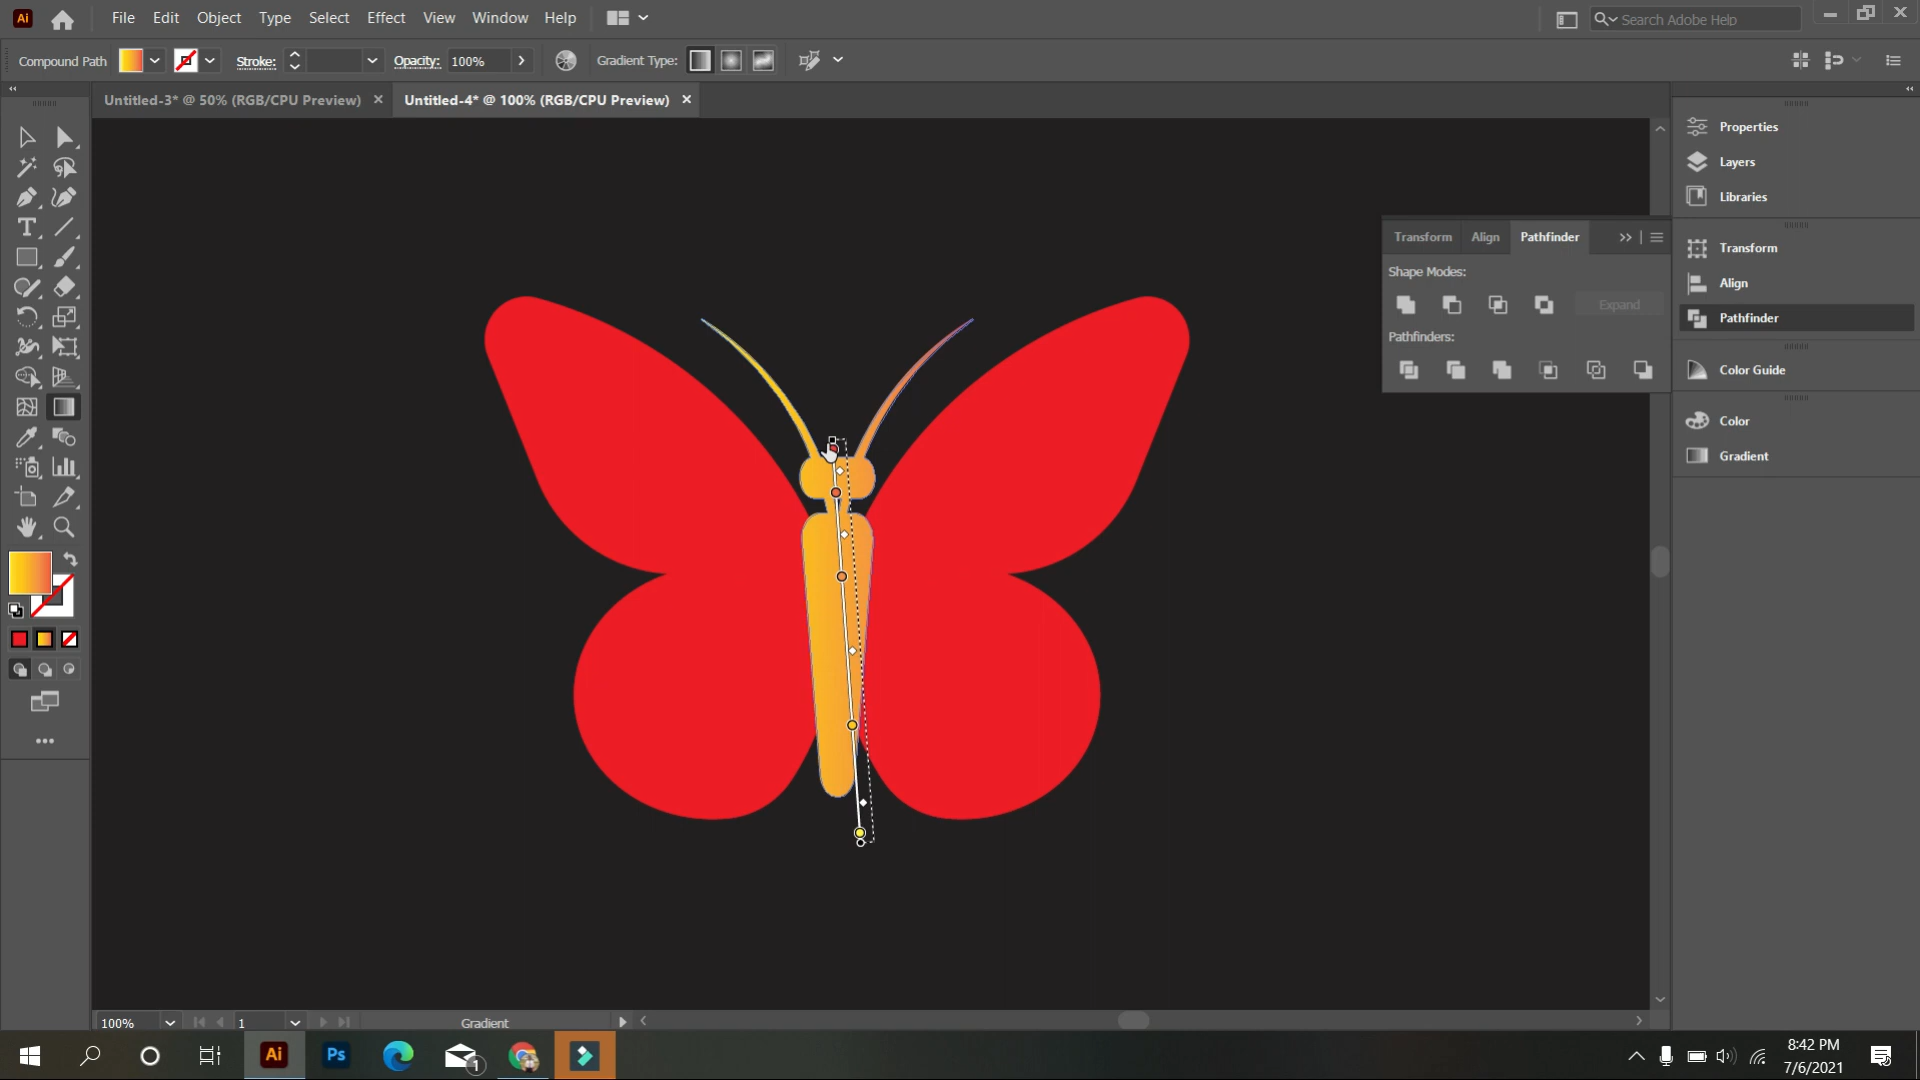 Ai File Edit Object Type Select Effect View Window Help Search Adobe Help
Compound Path Stroke: Opacity: 100% Gradient Type:
Untitled-3* @ 50% (RGB/CPU Preview) Untitled-4* @ 100% (RGB/CPU Preview)
Properties
Layers
Libraries
Transform Align Pathfinder
Shape Modes:
Expand
Pathfinders:
Transform
Align
Pathfinder
Color Guide
Color
Gradient
100% 1 Gradient
Ai Ps 1
8:42 PM
7/6/2021